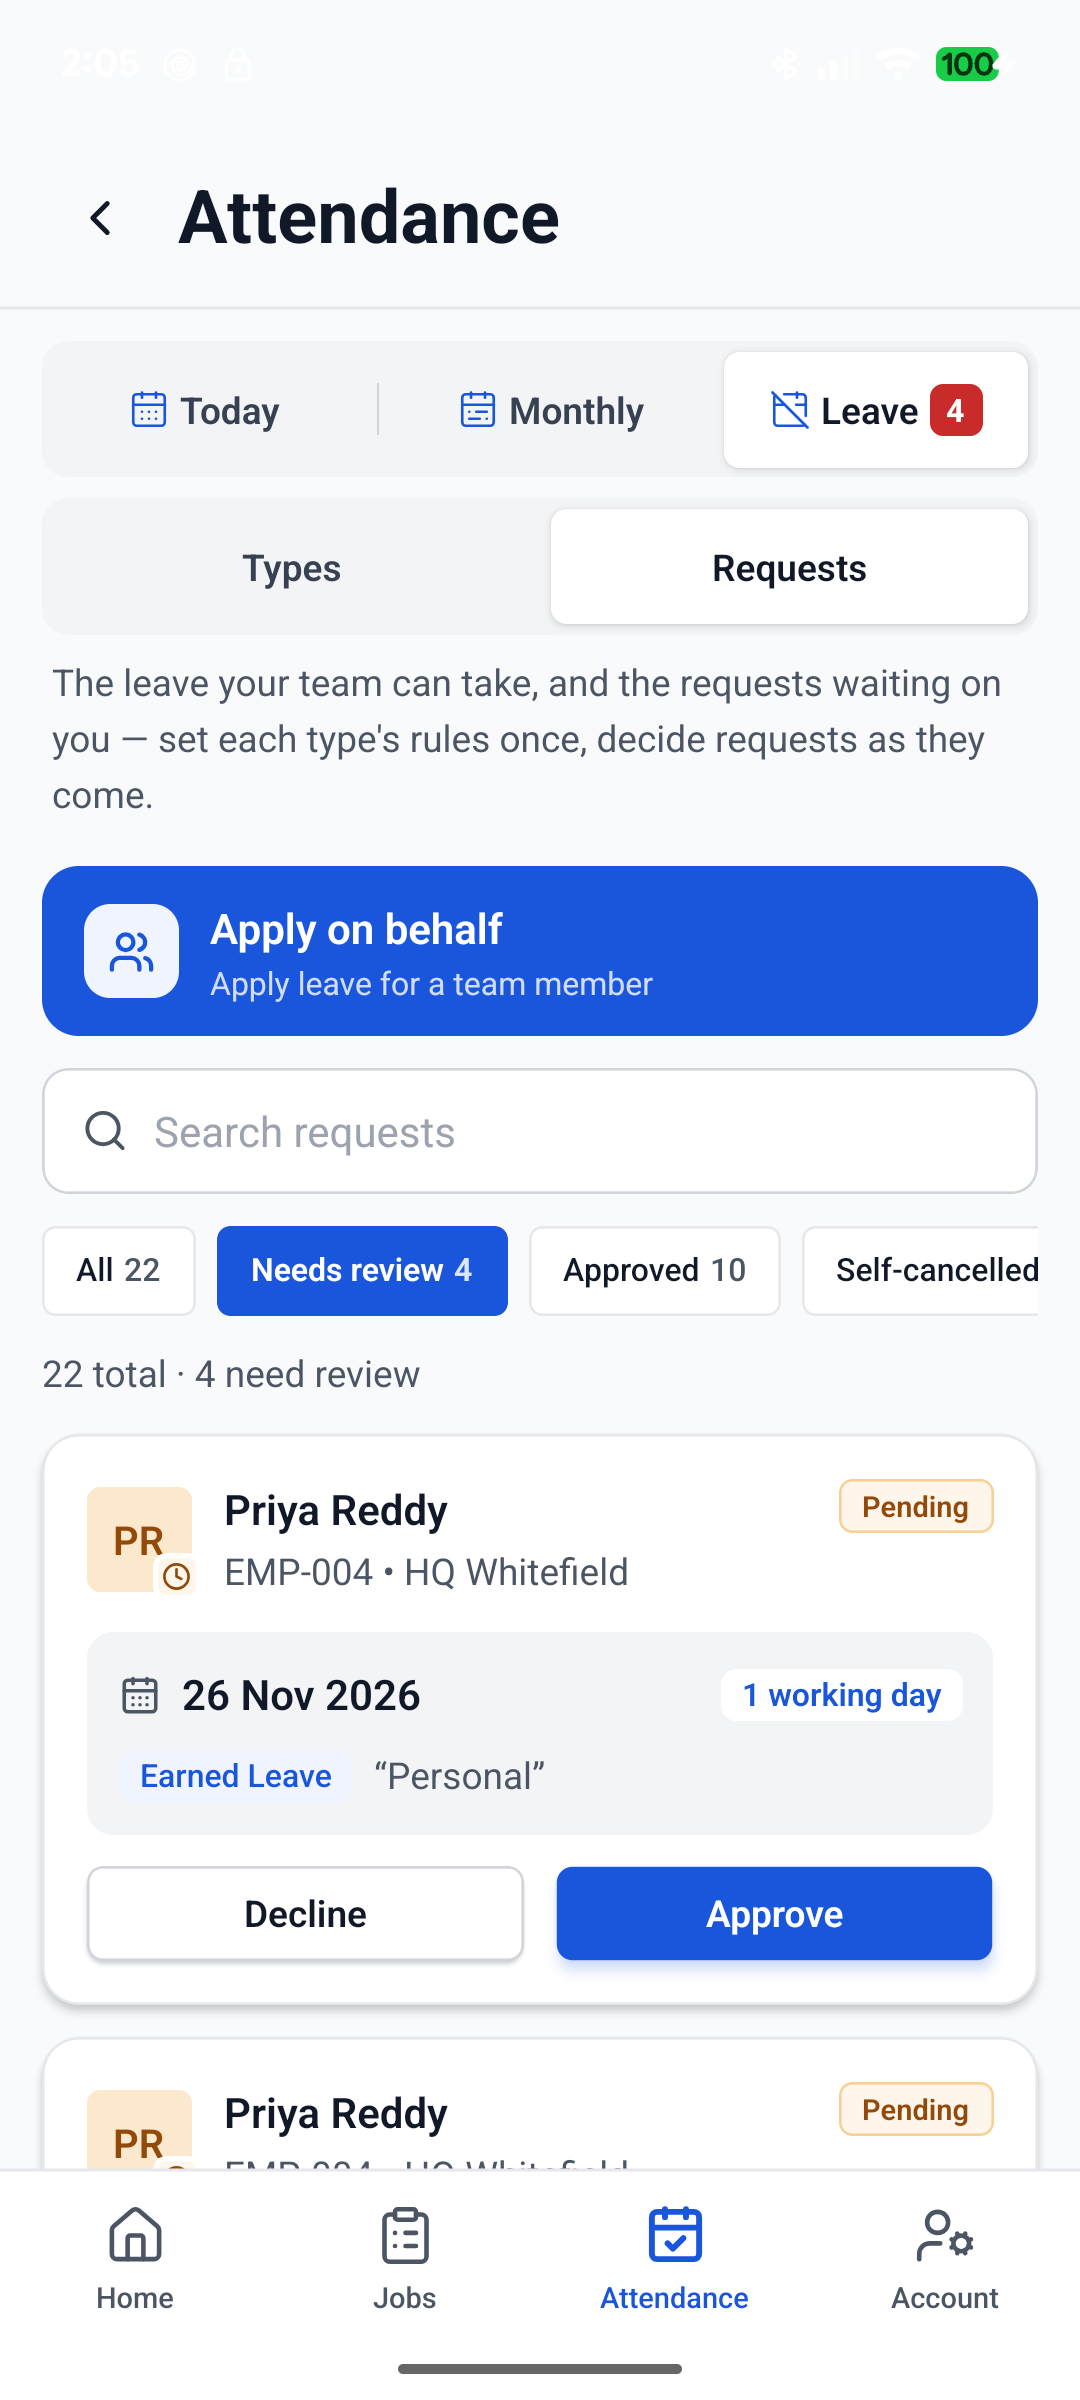 2:05
100
Attendance
Today
Monthly
Leave 4
Types
Requests
The leave your team can take, and the requests waiting on
you — set each type's rules once, decide requests as they
come.
Apply on behalf
Apply leave for a team member
Search requests
All 22
Needs review 4
Approved 10
Self-cancelled
22 total · 4 need review
PR
Priya Reddy
Pending
EMP-004 • HQ Whitefield
26 Nov 2026
1 working day
Earned Leave
“Personal”
Decline
Approve
PR
Priya Reddy
Pending
EMP-004 • HQ Whitefield
Home
Jobs
Attendance
Account